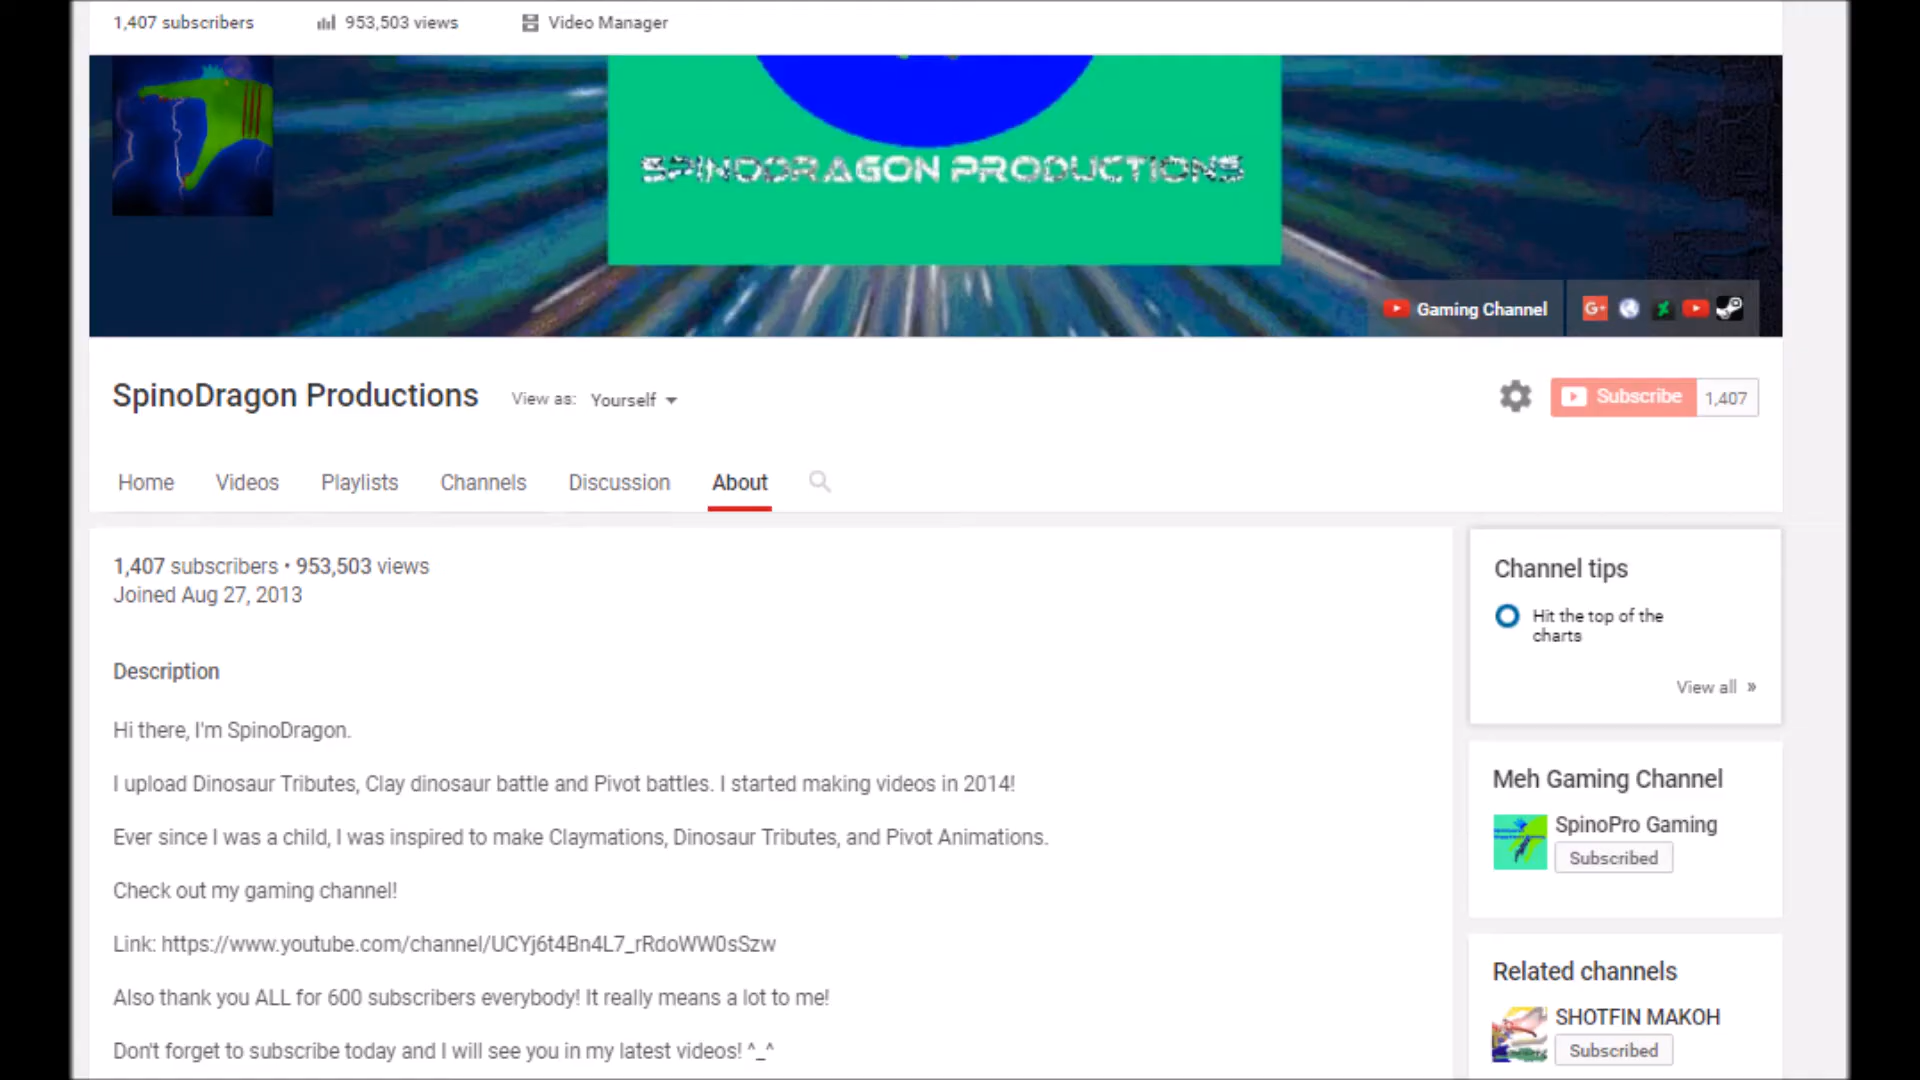 1,407 subscribers 953,503 views Video Manager
SPINODRAGON PRODUCTIONS
Gaming Channel
SpinoDragon Productions View as: Yourself
Subscribe 1,407
Home Videos Playlists Channels Discussion About
1,407 subscribers • 953,503 views
Joined Aug 27, 2013
Description
Hi there, I'm SpinoDragon.
I upload Dinosaur Tributes, Clay dinosaur battle and Pivot battles. I started making videos in 2014!
Ever since I was a child, I was inspired to make Claymations, Dinosaur Tributes, and Pivot Animations.
Check out my gaming channel!
Link: https://www.youtube.com/channel/UCYj6t4Bn4L7_rRdoWW0sSzw
Also thank you ALL for 600 subscribers everybody! It really means a lot to me!
Don't forget to subscribe today and I will see you in my latest videos! ^_^
Channel tips
Hit the top of the
charts
View all »
Meh Gaming Channel
SpinoPro Gaming
Subscribed
Related channels
SHOTFIN MAKOH
Subscribed